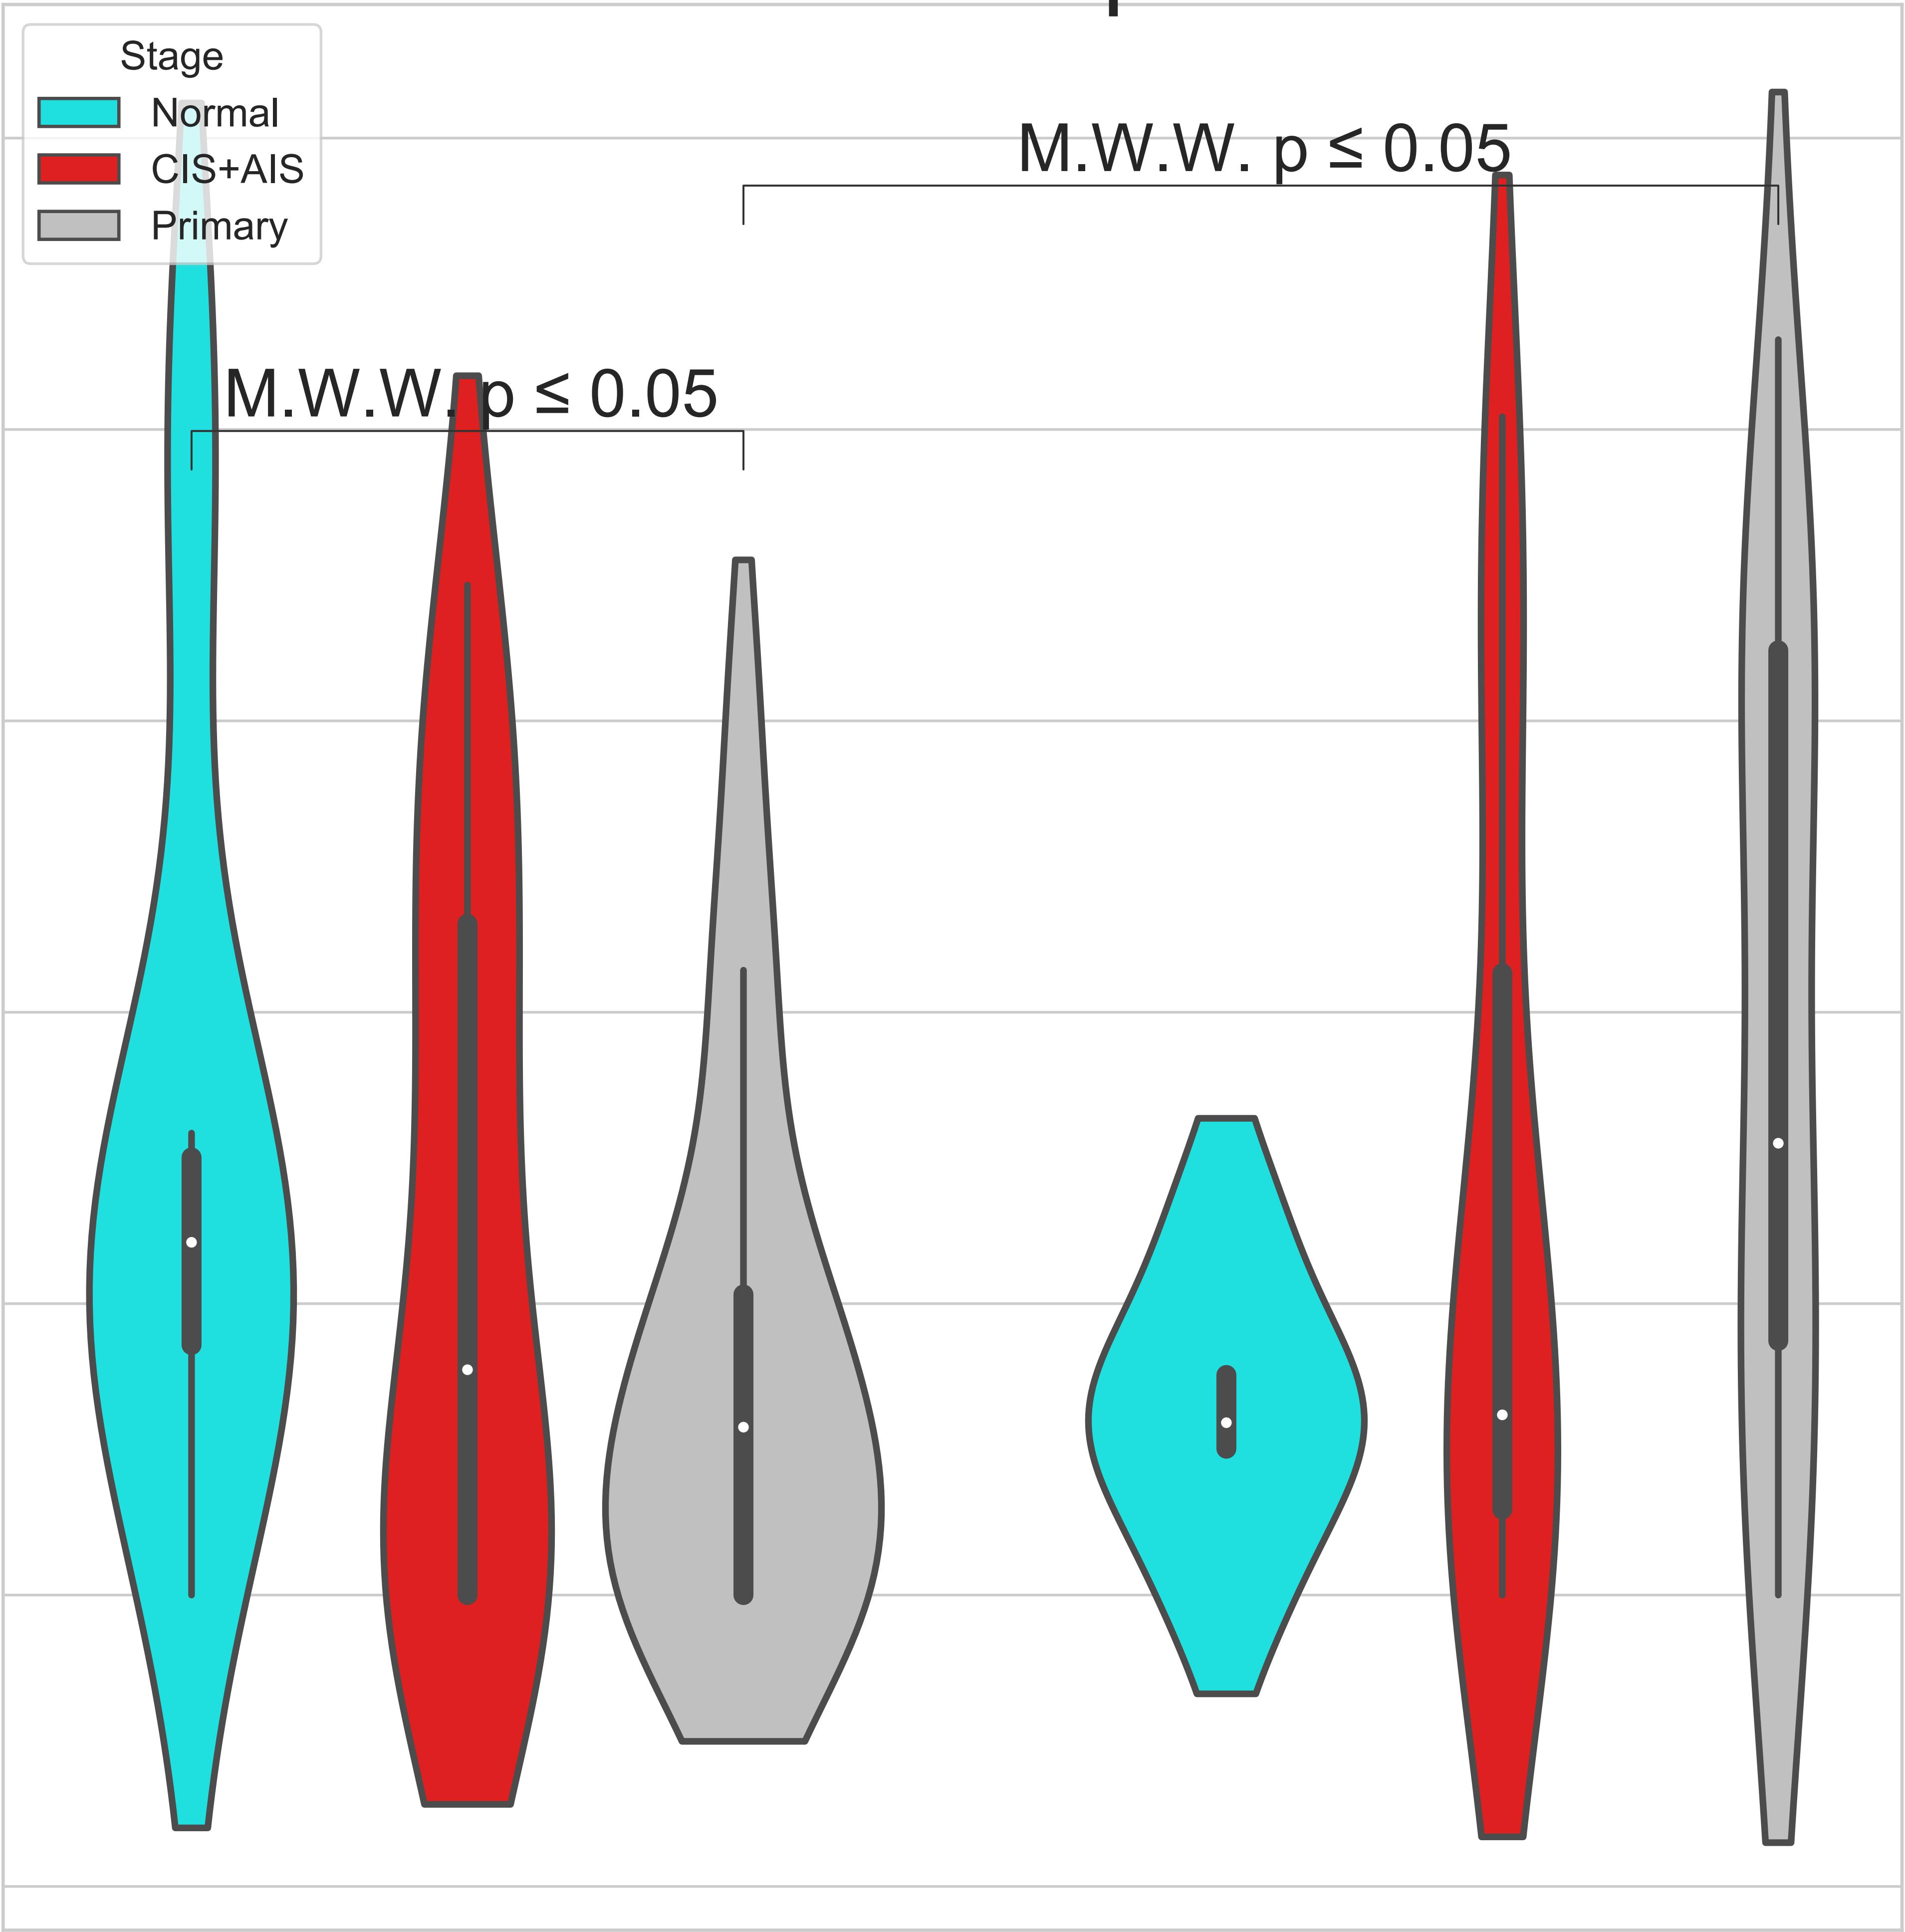 Stage
Normal
CIS+AIS
Primary
M.W.W. p ≤ 0.05
M.W.W. p ≤ 0.05